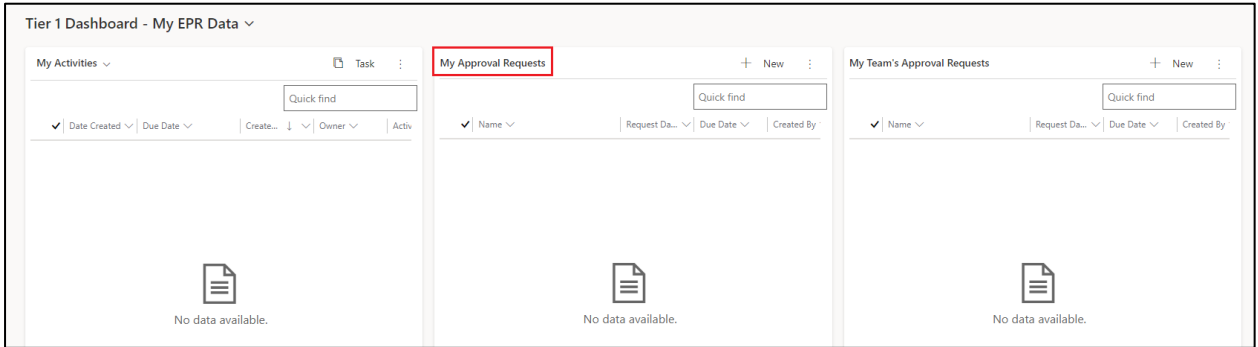 Tier 1 Dashboard - My EPR Data
My Activities
Task
Quick find
Date Created
Due Date
Create...
Owner
Activ
No data available.
My Approval Requests
New
Quick find
Name
Request Da...
Due Date
Created By
No data available.
My Team's Approval Requests
New
Quick find
Name
Request Da...
Due Date
Created By
No data available.